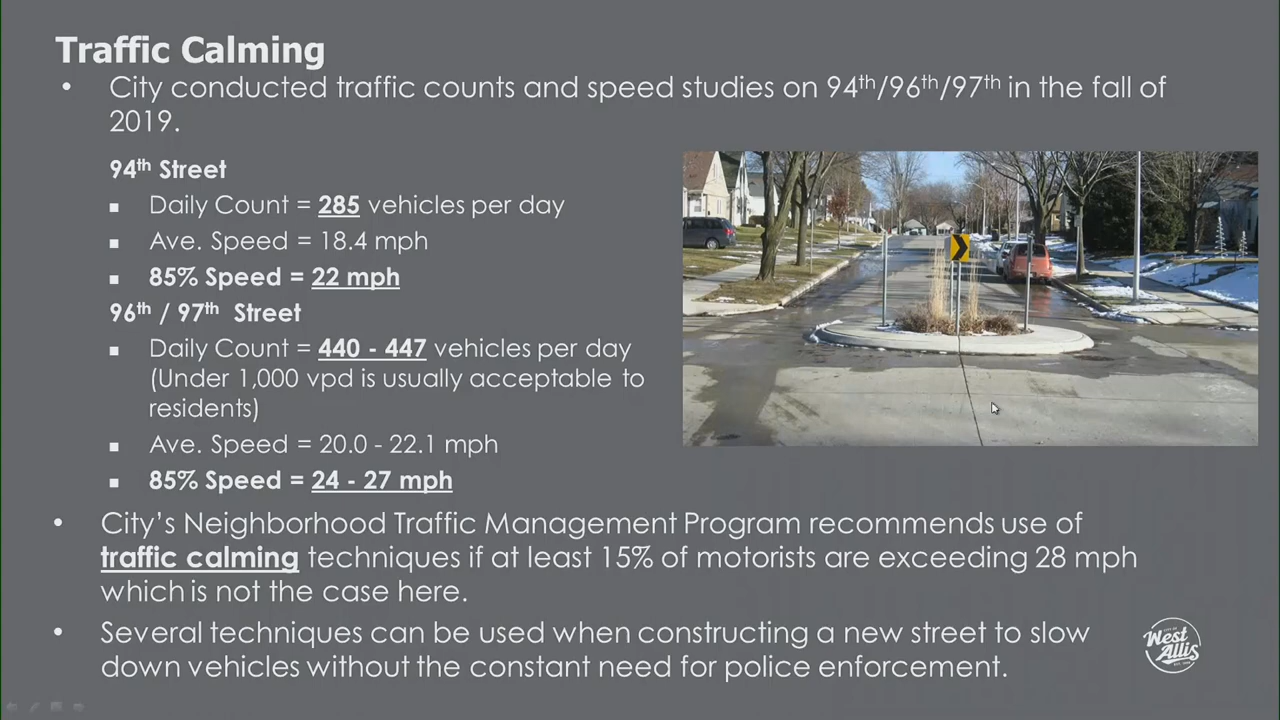 Traffic Calming
• City conducted traffic counts and speed studies on 94th/96th/97th in the fall of
2019.
94th Street
▪ Daily Count = 285 vehicles per day
▪ Ave. Speed = 18.4 mph
▪ 85% Speed = 22 mph
96th / 97th Street
▪ Daily Count = 440 - 447 vehicles per day
(Under 1,000 vpd is usually acceptable to
residents)
▪ Ave. Speed = 20.0 - 22.1 mph
▪ 85% Speed = 24 - 27 mph
• City’s Neighborhood Traffic Management Program recommends use of
traffic calming techniques if at least 15% of motorists are exceeding 28 mph
which is not the case here.
• Several techniques can be used when constructing a new street to slow
down vehicles without the constant need for police enforcement.
West
Allis